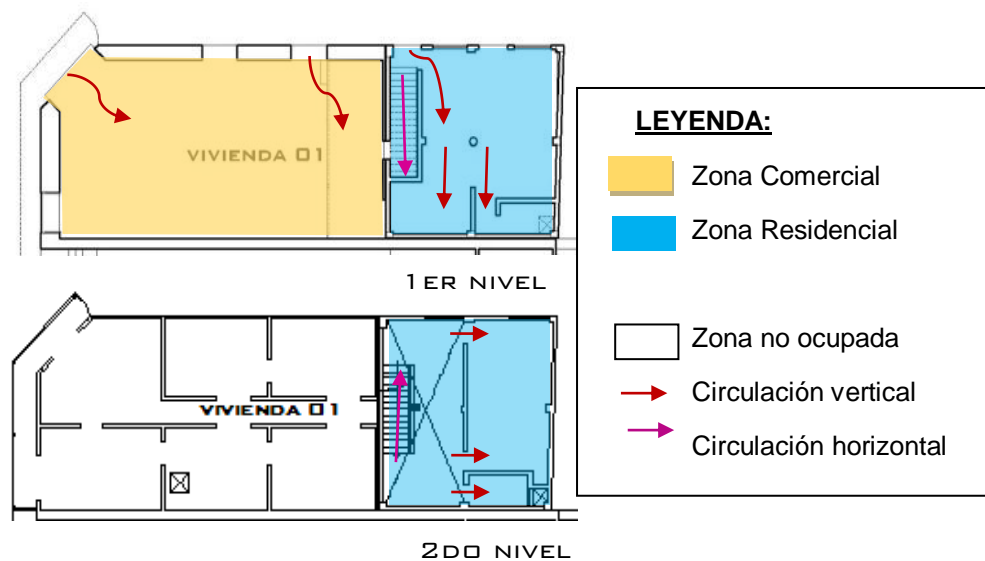 VIVIENDA 01
1ER NIVEL
VIVIENDA 01
2DO NIVEL
LEYENDA:
Zona Comercial
Zona Residencial
Zona no ocupada
Circulación vertical
Circulación horizontal